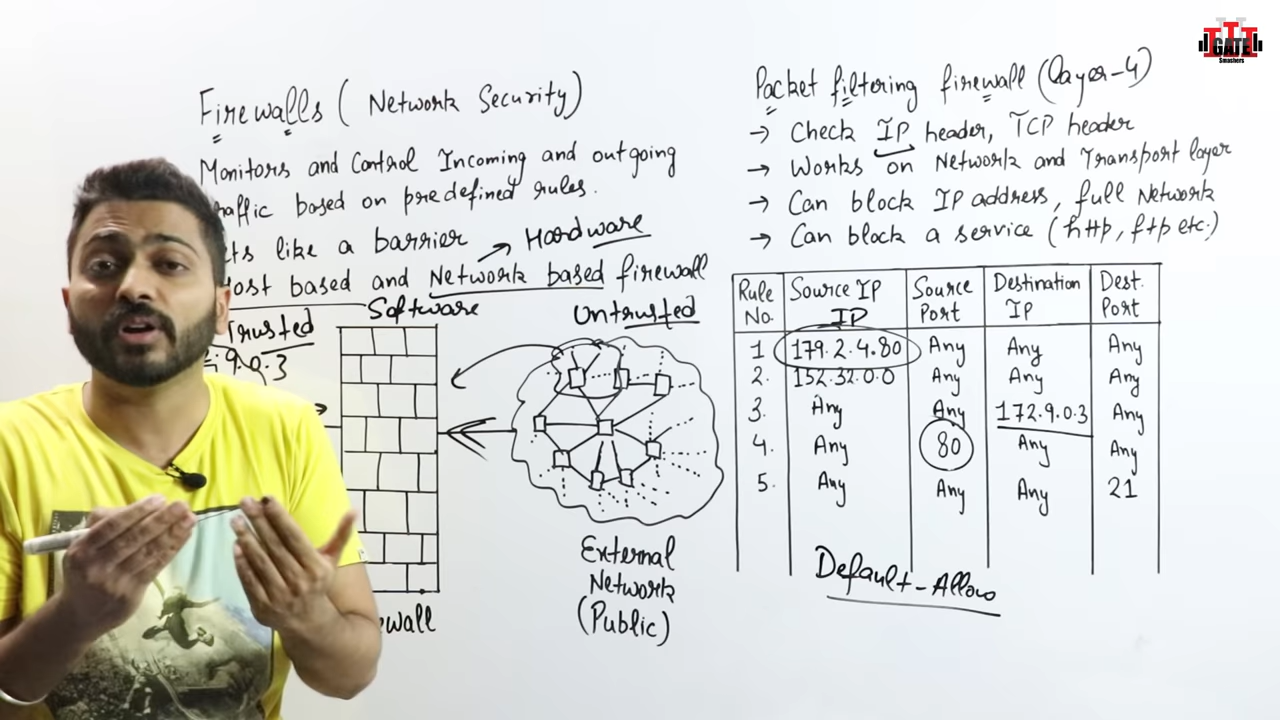 GATE
Smashers
Firewalls (Network Security)
Monitors and Control Incoming and outgoing
traffic based on predefined rules.
like a barrier
Host based and Network based firewall
Hardware
Software
Trusted
Untrusted
External
Network
(Public)
Packet filtering firewall (layer-4)
→ Check IP header, TCP header
→ Works on Network and Transport layer
→ Can block IP address, full Network
→ Can block a service (http, ftp etc.)
Rule No. Source IP IP Source Port Destination IP Dest. Port
1 179.2.4.80 Any Any Any
2. 152.32.0.0 Any Any Any
3. Any Any 172.9.0.3 Any
4. Any 80 Any Any
5. Any Any Any 21
Default-Allow